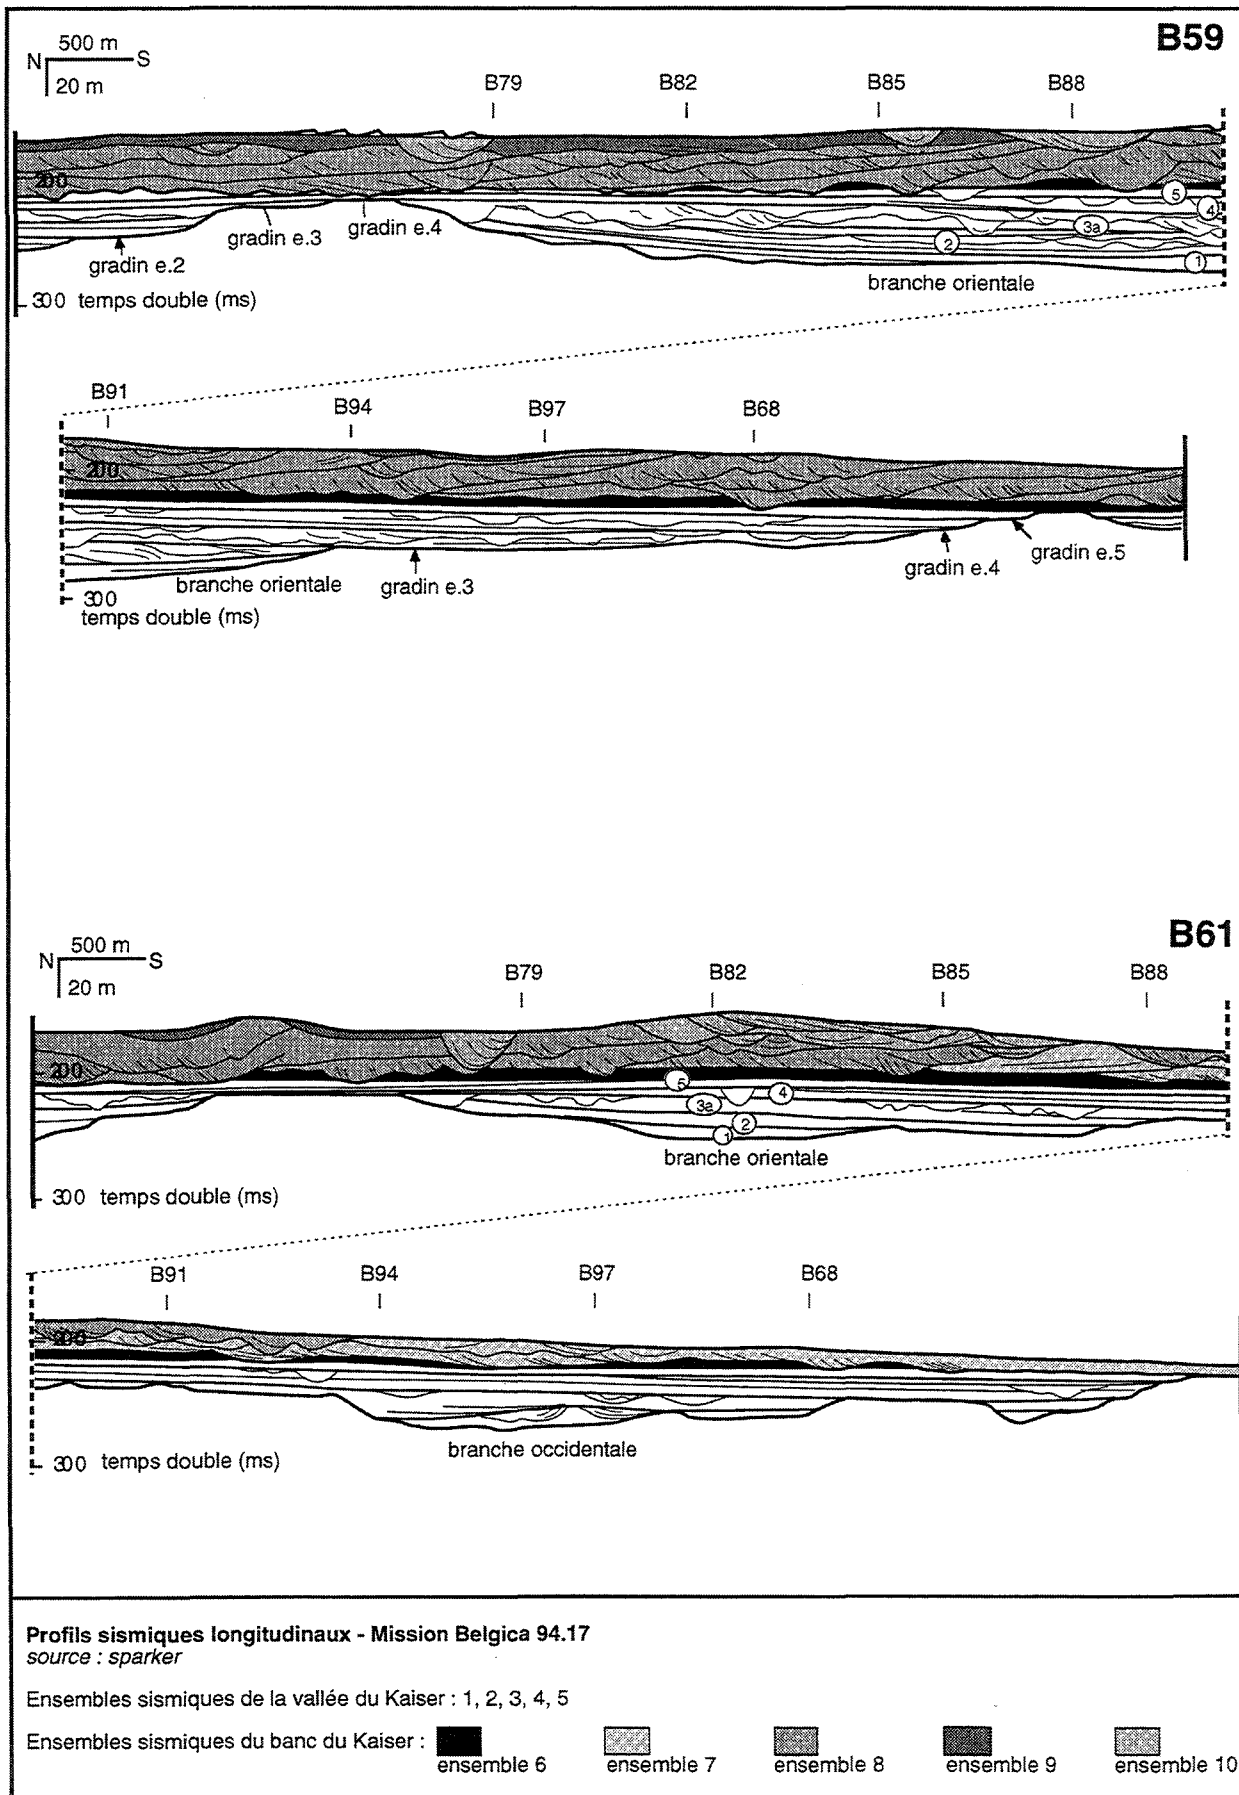 B59
500 m
N S
20 m
B79 B82 B85 B88
200
5
4
3a
2
1
gradin e.3 gradin e.4
gradin e.2
branche orientale
300 temps double (ms)
B91 B94 B97 B68
200
branche orientale
gradin e.3
gradin e.4
gradin e.5
300
temps double (ms)
B61
500 m
N S
20 m
B79 B82 B85 B88
200
5
4
3a
2
1
branche orientale
300 temps double (ms)
B91 B94 B97 B68
200
branche occidentale
300 temps double (ms)
Profils sismiques longitudinaux - Mission Belgica 94.17
source : sparker
Ensembles sismiques de la vallée du Kaiser : 1, 2, 3, 4, 5
Ensembles sismiques du banc du Kaiser :
ensemble 6 ensemble 7 ensemble 8 ensemble 9 ensemble 10